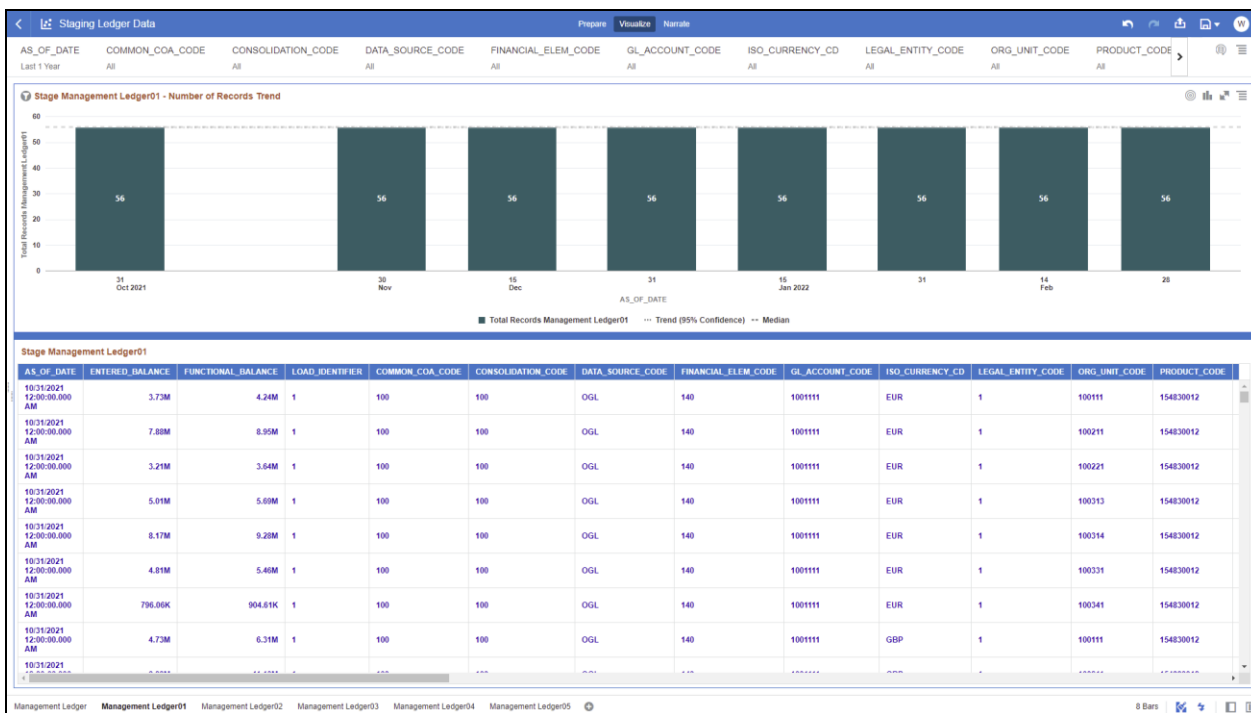 Staging Ledger Data
Prepare Visualize Narrate
W
AS_OF_DATE COMMON_COA_CODE CONSOLIDATION_CODE DATA_SOURCE_CODE FINANCIAL_ELEM_CODE GL_ACCOUNT_CODE ISO_CURRENCY_CD LEGAL_ENTITY_CODE ORG_UNIT_CODE PRODUCT_CODE
Last 1 Year All All All All All All All All All
Stage Management Ledger01 - Number of Records Trend
Total Records Management Ledger01
60
50
40
30
20
10
0
56 56 56 56 56 56 56 56
31 30 15 31 15 31 14 28
Oct 2021 Nov Dec Jan 2022 Feb
AS_OF_DATE
Total Records Management Ledger01 Trend (95% Confidence) Median
Stage Management Ledger01
AS_OF_DATE ENTERED_BALANCE FUNCTIONAL_BALANCE LOAD_IDENTIFIER COMMON_COA_CODE CONSOLIDATION_CODE DATA_SOURCE_CODE FINANCIAL_ELEM_CODE GL_ACCOUNT_CODE ISO_CURRENCY_CD LEGAL_ENTITY_CODE ORG_UNIT_CODE PRODUCT_CODE
10/31/2021
12:00:00.000 3.73M 4.24M 1 100 100 OGL 140 1001111 EUR 1 100111 154830012
AM
10/31/2021
12:00:00.000 7.88M 8.95M 1 100 100 OGL 140 1001111 EUR 1 100211 154830012
AM
10/31/2021
12:00:00.000 3.21M 3.64M 1 100 100 OGL 140 1001111 EUR 1 100221 154830012
AM
10/31/2021
12:00:00.000 5.01M 5.69M 1 100 100 OGL 140 1001111 EUR 1 100313 154830012
AM
10/31/2021
12:00:00.000 8.17M 9.28M 1 100 100 OGL 140 1001111 EUR 1 100314 154830012
AM
10/31/2021
12:00:00.000 4.81M 5.46M 1 100 100 OGL 140 1001111 EUR 1 100331 154830012
AM
10/31/2021
12:00:00.000 796.06K 904.61K 1 100 100 OGL 140 1001111 EUR 1 100341 154830012
AM
10/31/2021
12:00:00.000 4.73M 6.31M 1 100 100 OGL 140 1001111 GBP 1 100111 154830012
AM
10/31/2021
Management Ledger Management Ledger01 Management Ledger02 Management Ledger03 Management Ledger04 Management Ledger05
8 Bars